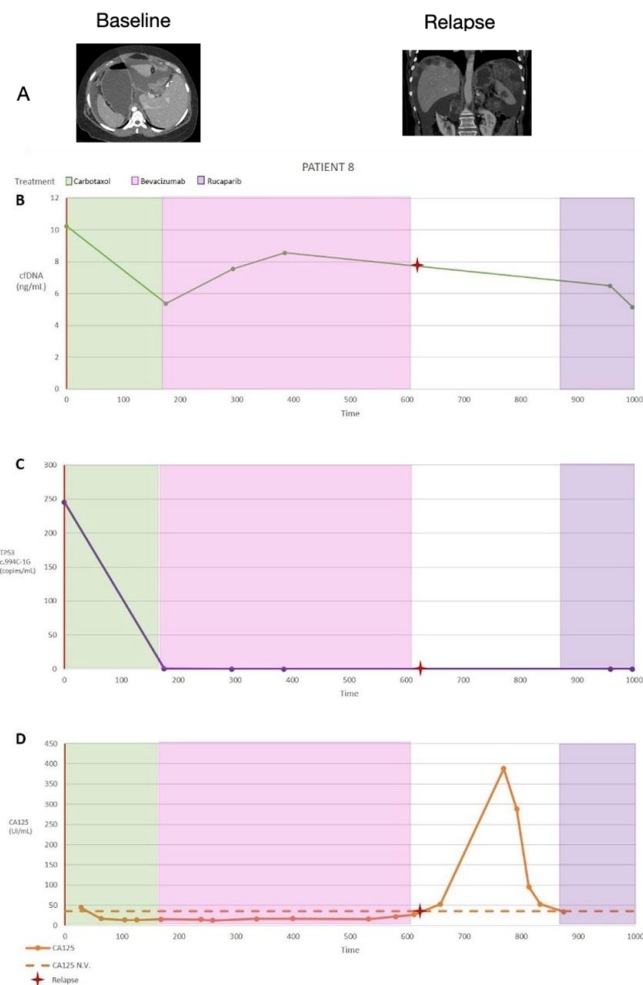 Baseline
Relapse
A
PATIENT 8
Treatment Carbotaxol Bevacizumab Rucaparib
B
12
10
8
6
4
2
0
cfDNA
(ng/mL)
0 100 200 300 400 500 600 700 800 900 1000
Time
C
300
250
200
150
100
50
0
TP53
c.994C-1G
(copies/mL)
0 100 200 300 400 500 600 700 800 900 1000
Time
D
450
400
350
300
250
200
150
100
50
0
CA125
(UI/mL)
0 100 200 300 400 500 600 700 800 900 1000
Time
CA125
CA125 N.V.
Relapse